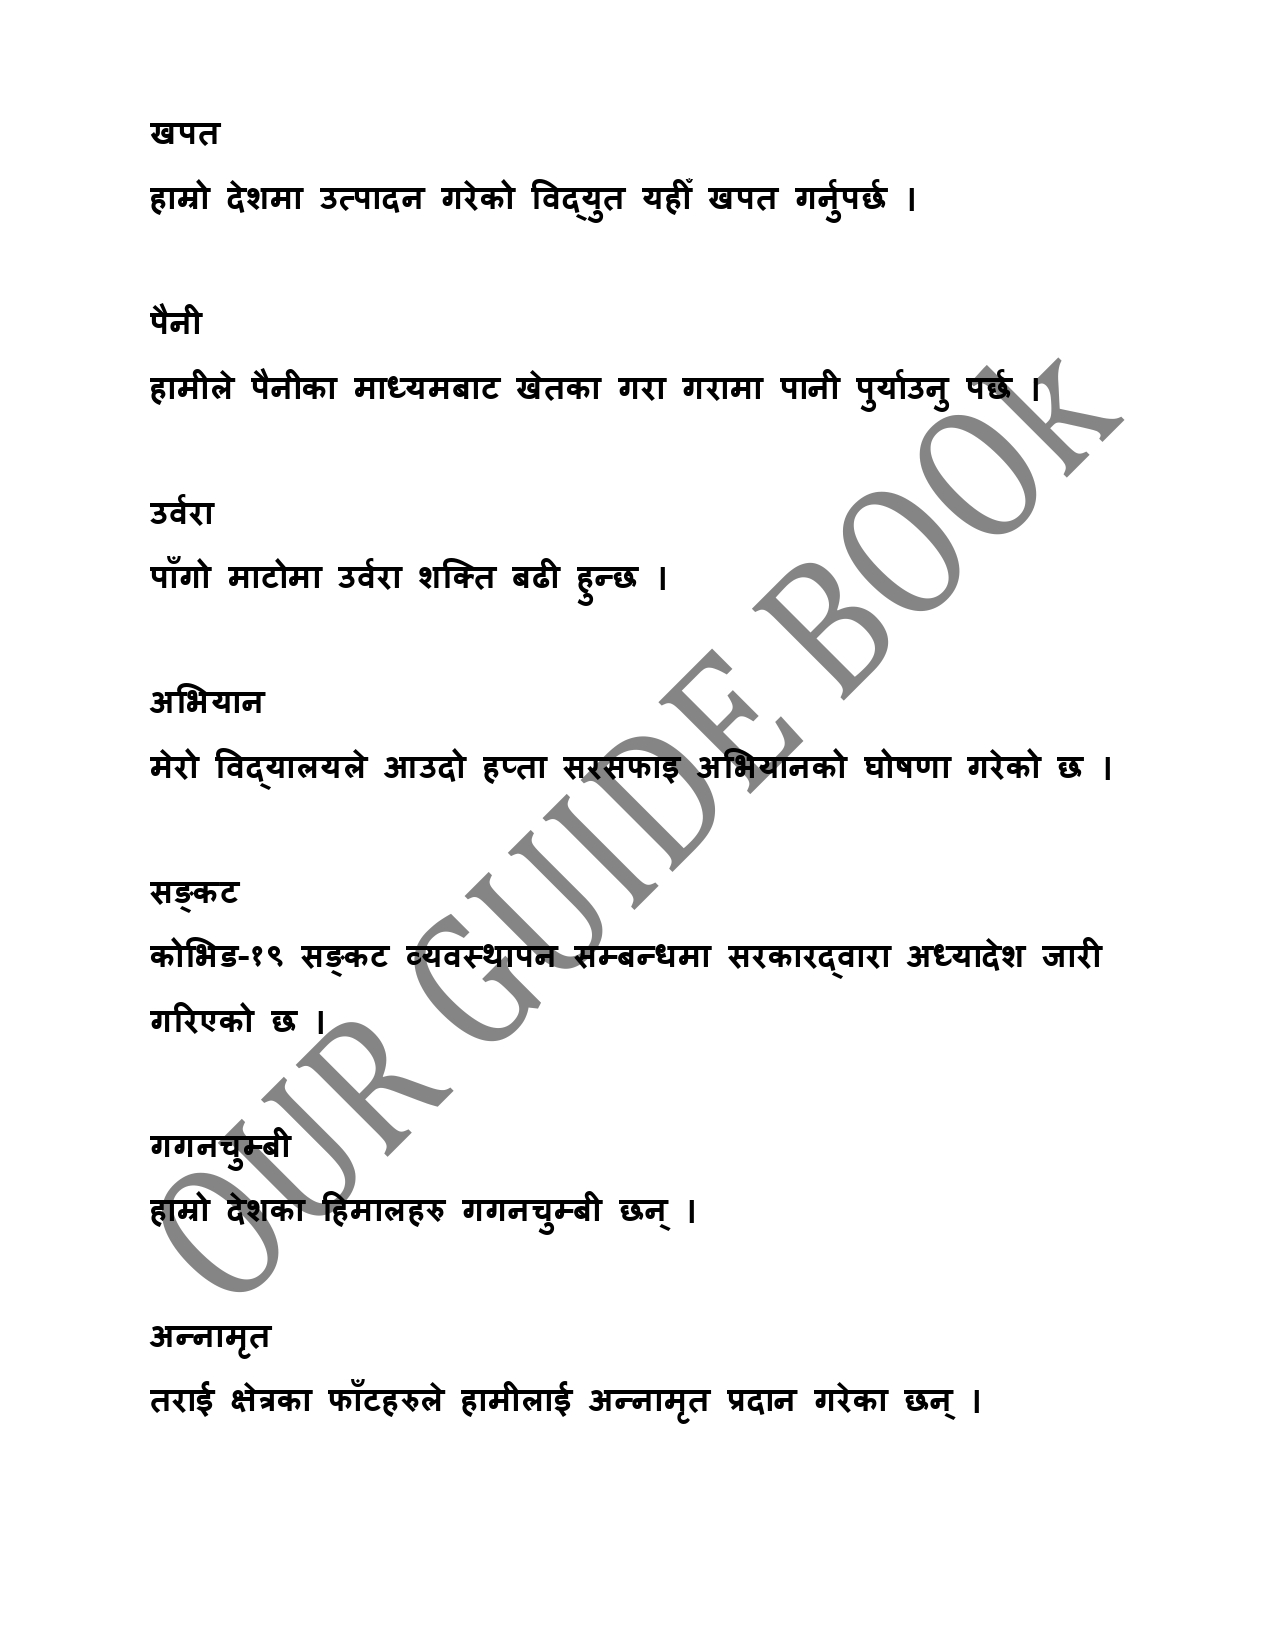 खपत
हाम्रो देशमा उत्पादन गरेको विद्युत यहीँ खपत गर्नुपर्छ ।
पैनी
हामीले पैनीका माध्यमबाट खेतका गरा गरामा पानी पुर्याउनु पर्छ ।
उर्वरा
पाँगो माटोमा उर्वरा शक्ति बढी हुन्छ ।
अभियान
मेरो विद्यालयले आउदो हप्ता सरसफाइ अभियानको घोषणा गरेको छ ।
सङ्कट
कोभिड-१९ सङ्कट व्यवस्थापन सम्बन्धमा सरकारद्वारा अध्यादेश जारी
गरिएको छ ।
गगनचुम्बी
हाम्रो देशका हिमालहरु गगनचुम्बी छन् ।
अन्नामृत
तराई क्षेत्रका फाँटहरुले हामीलाई अन्नामृत प्रदान गरेका छन् ।
OUR GUIDE BOOk